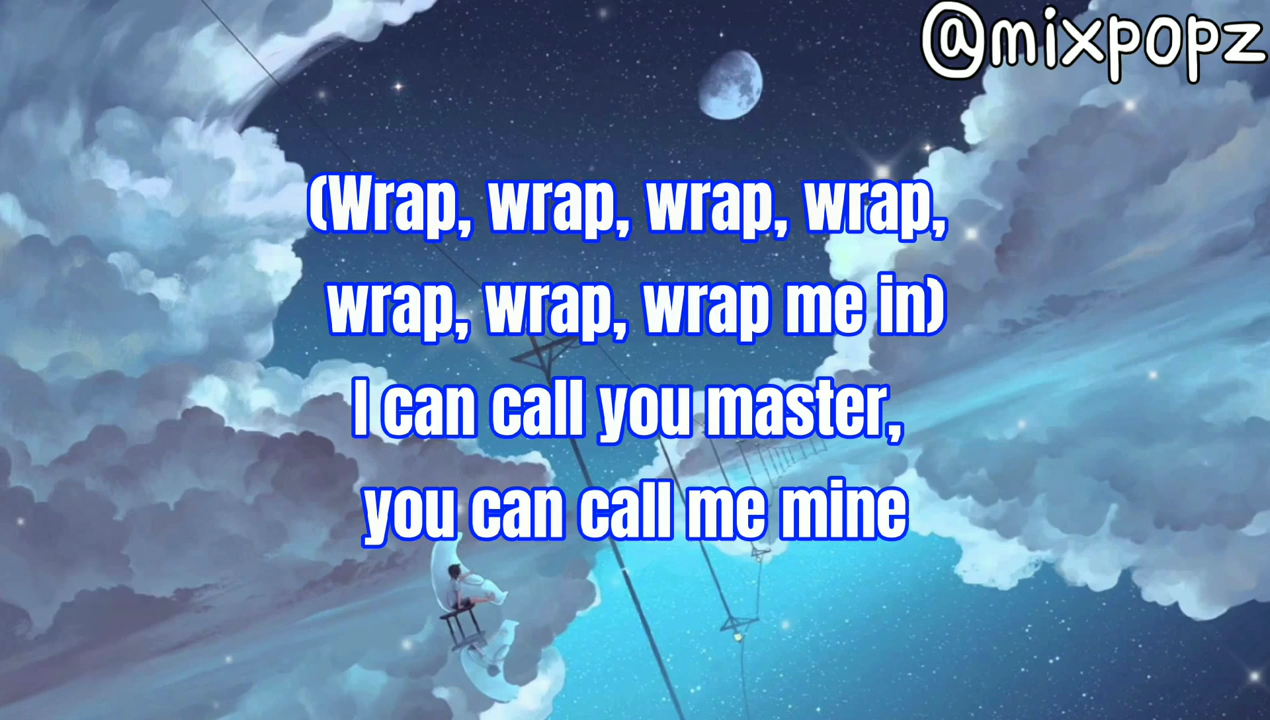 @mixpopz
(Wrap, wrap, wrap, wrap,
wrap, wrap, wrap me in)
I can call you master,
you can call me mine